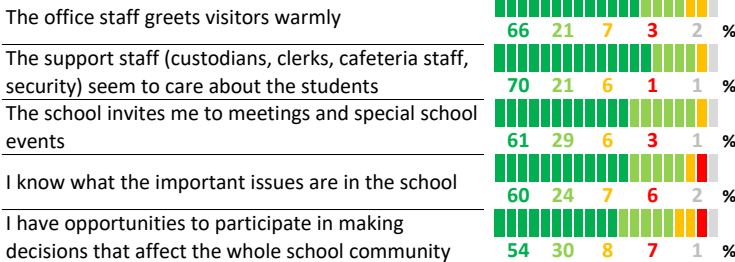 The office staff greets visitors warmly
66 21 7 3 2 %
The support staff (custodians, clerks, cafeteria staff,
security) seem to care about the students
70 21 6 1 1 %
The school invites me to meetings and special school
events
61 29 6 3 1 %
I know what the important issues are in the school
60 24 7 6 2 %
I have opportunities to participate in making
decisions that affect the whole school community
54 30 8 7 1 %